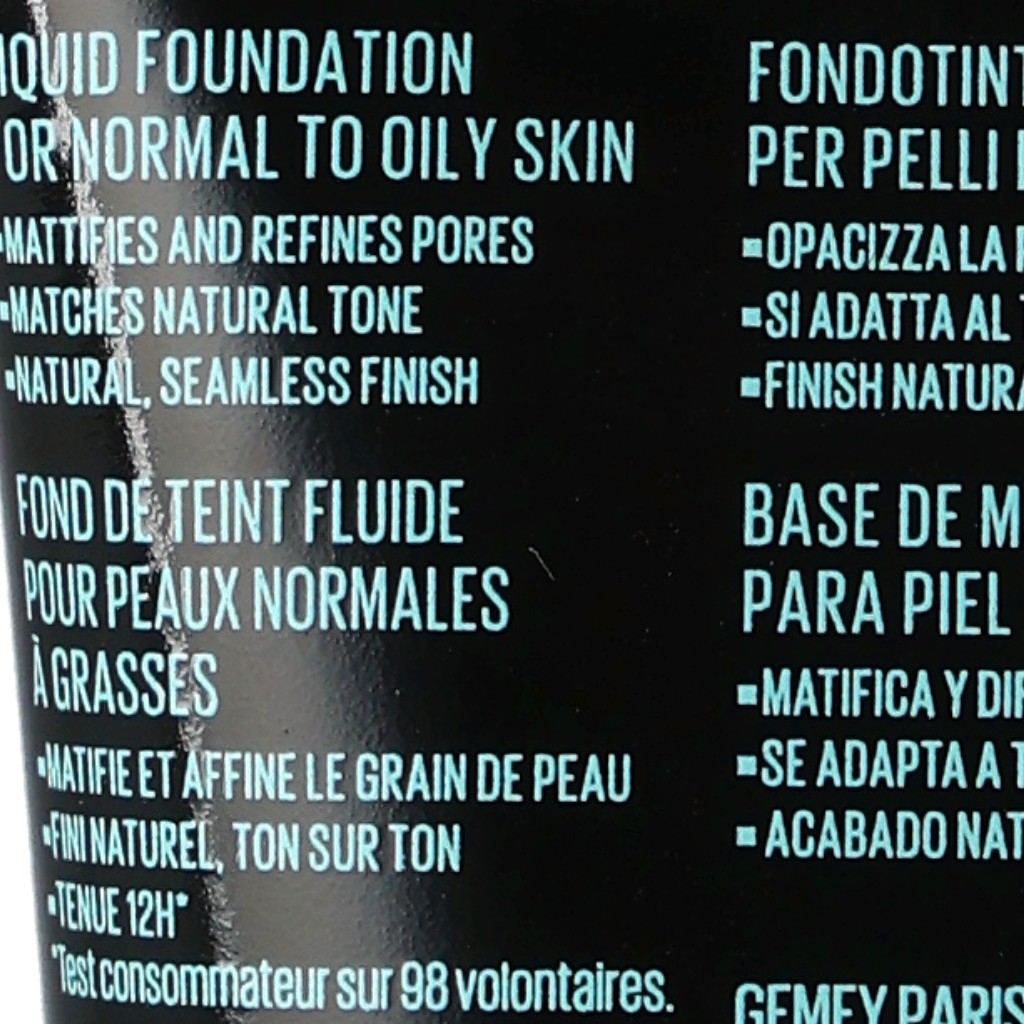 IQUID FOUNDATION
OR NORMAL TO OILY SKIN
▪MATTIFIES AND REFINES PORES
▪MATCHES NATURAL TONE
▪NATURAL, SEAMLESS FINISH
FOND DE TEINT FLUIDE
POUR PEAUX NORMALES
À GRASSES
▪MATIFIE ET AFFINE LE GRAIN DE PEAU
▪FINI NATUREL, TON SUR TON
▪TENUE 12H*
*Test consommateur sur 98 volontaires.
FONDOTINT
PER PELLI
▪OPACIZZA LA
▪SI ADATTA AL
▪FINISH NATURA
BASE DE M
PARA PIEL
▪MATIFICA Y DIF
▪SE ADAPTA A T
▪ACABADO NAT
GEMEY PARIS